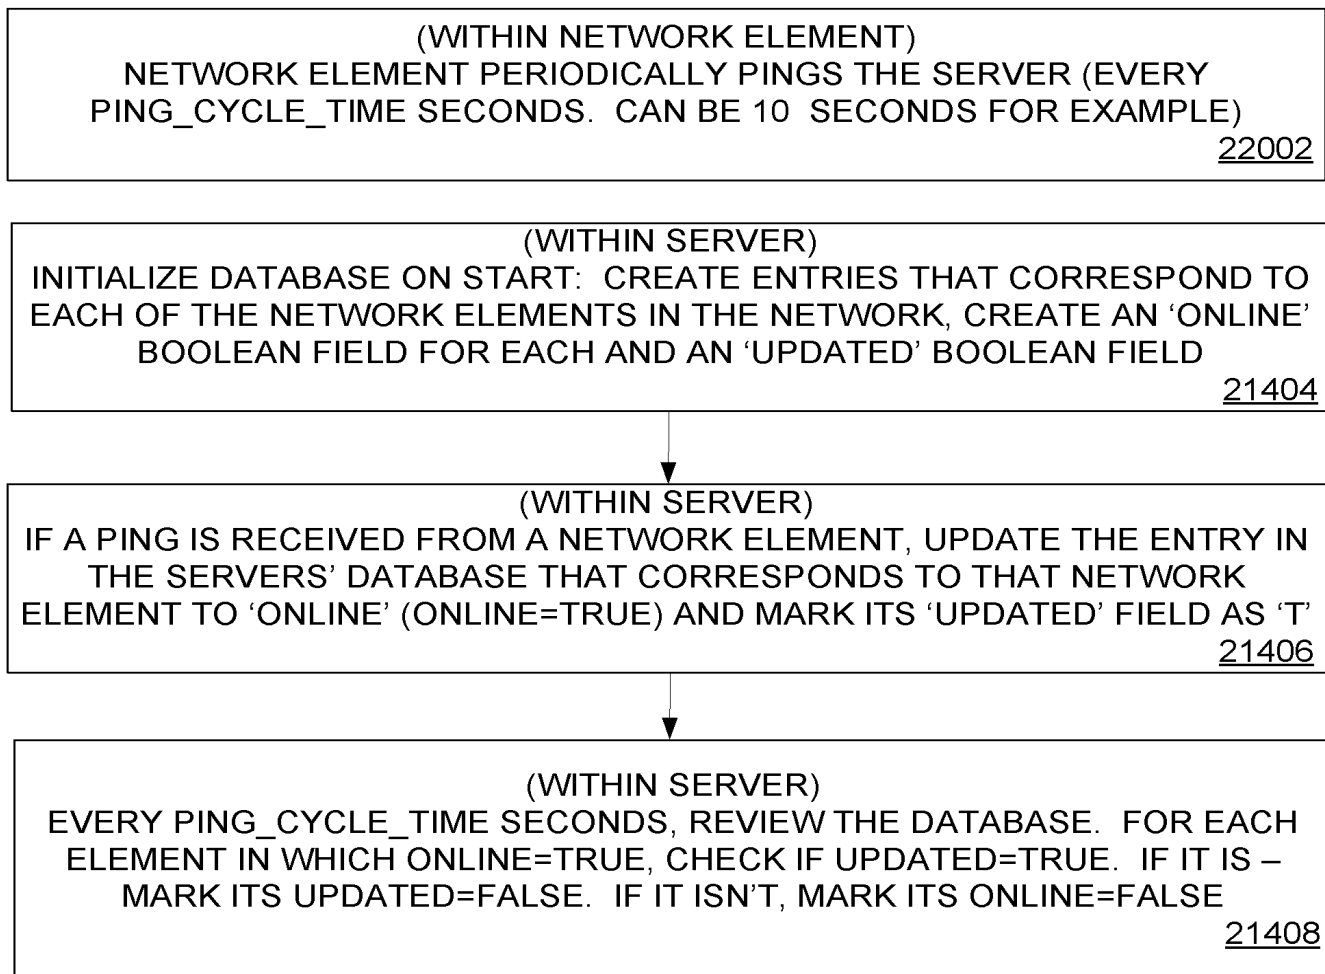 (WITHIN NETWORK ELEMENT)
NETWORK ELEMENT PERIODICALLY PINGS THE SERVER (EVERY
PING_CYCLE_TIME SECONDS.  CAN BE 10  SECONDS FOR EXAMPLE)
22002
(WITHIN SERVER)
INITIALIZE DATABASE ON START:  CREATE ENTRIES THAT CORRESPOND TO
EACH OF THE NETWORK ELEMENTS IN THE NETWORK, CREATE AN ‘ONLINE’
BOOLEAN FIELD FOR EACH AND AN ‘UPDATED’ BOOLEAN FIELD
21404
(WITHIN SERVER)
IF A PING IS RECEIVED FROM A NETWORK ELEMENT, UPDATE THE ENTRY IN
THE SERVERS’ DATABASE THAT CORRESPONDS TO THAT NETWORK
ELEMENT TO ‘ONLINE’ (ONLINE=TRUE) AND MARK ITS ‘UPDATED’ FIELD AS ‘T’
21406
(WITHIN SERVER)
EVERY PING_CYCLE_TIME SECONDS, REVIEW THE DATABASE.  FOR EACH
ELEMENT IN WHICH ONLINE=TRUE, CHECK IF UPDATED=TRUE.  IF IT IS –
MARK ITS UPDATED=FALSE.  IF IT ISN’T, MARK ITS ONLINE=FALSE
21408